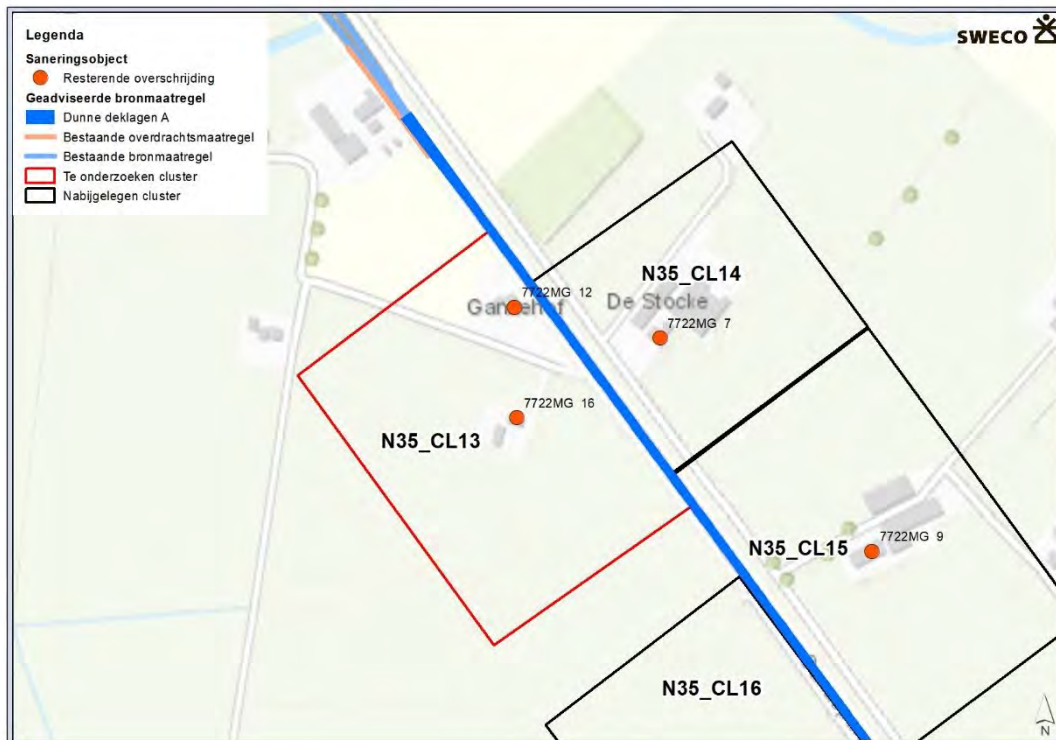 Legenda
Saneringsobject
Resterende overschrijding
Geadviseerde bronmaatregel
Dunne deklagen A
Bestaande overdrachtsmaatregel
Bestaande bronmaatregel
Te onderzoeken cluster
Nabijgelegen cluster
SWECO
N35_CL14
7722MG 12
De Stocke
7722MG 7
7722MG 16
N35_CL13
7722MG 9
N35_CL15
N35_CL16
N